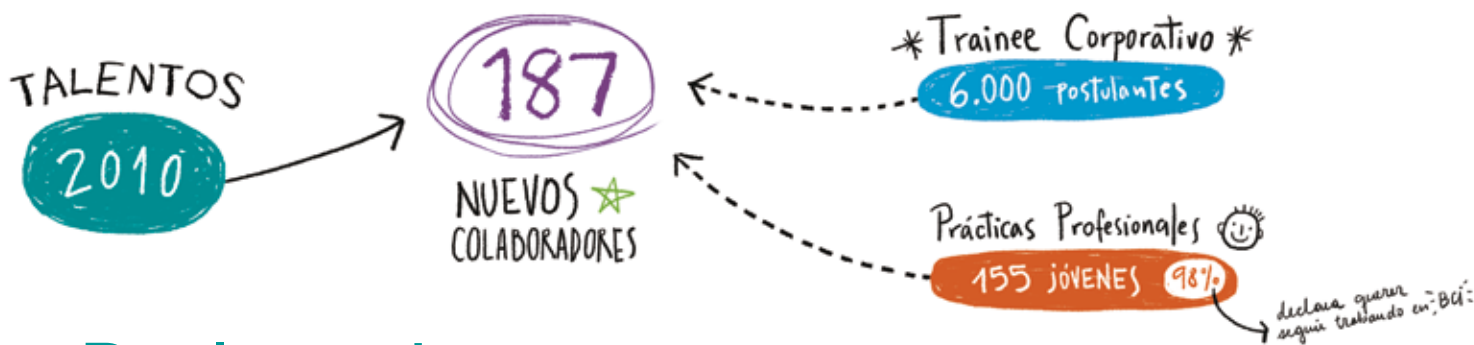 TALENTOS
2010
187
NUEVOS
COLABORADORES
* Trainee Corporativo *
6.000 postulantes
Prácticas Profesionales
155 JÓVENES 98%
declara querer
seguir trabajando en BCI